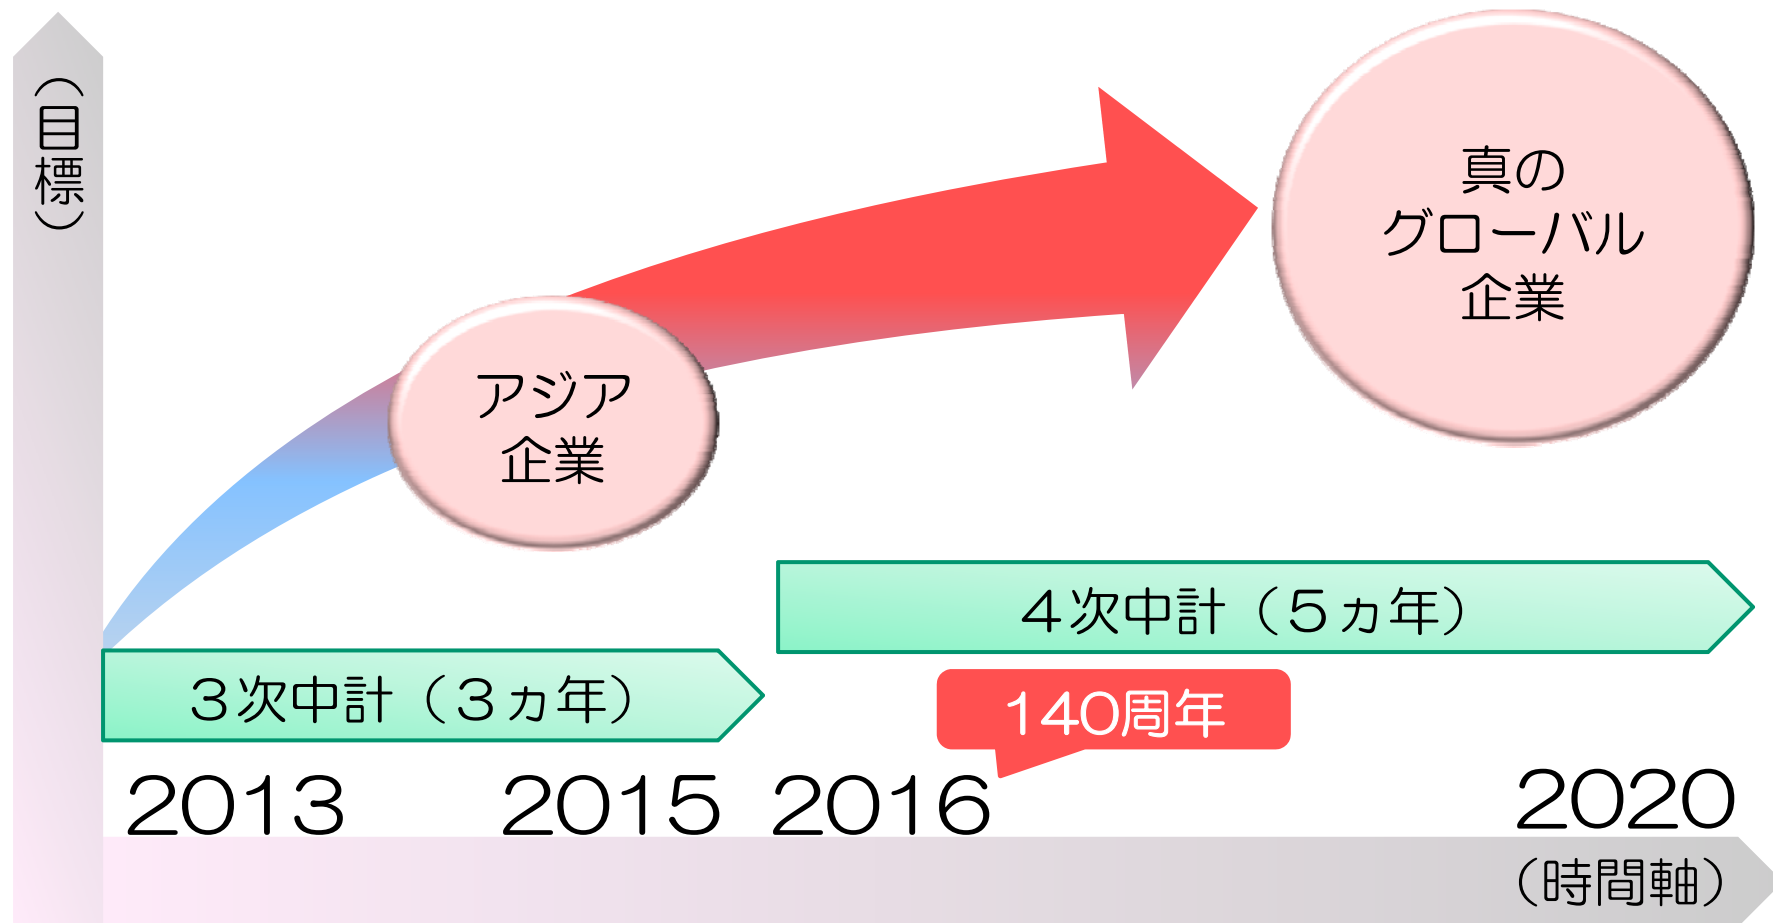 （目標）
真の
グローバル
企業
アジア
企業
４次中計（５ヵ年）
３次中計（３ヵ年）
140周年
2013
2015
2016
2020
（時間軸）